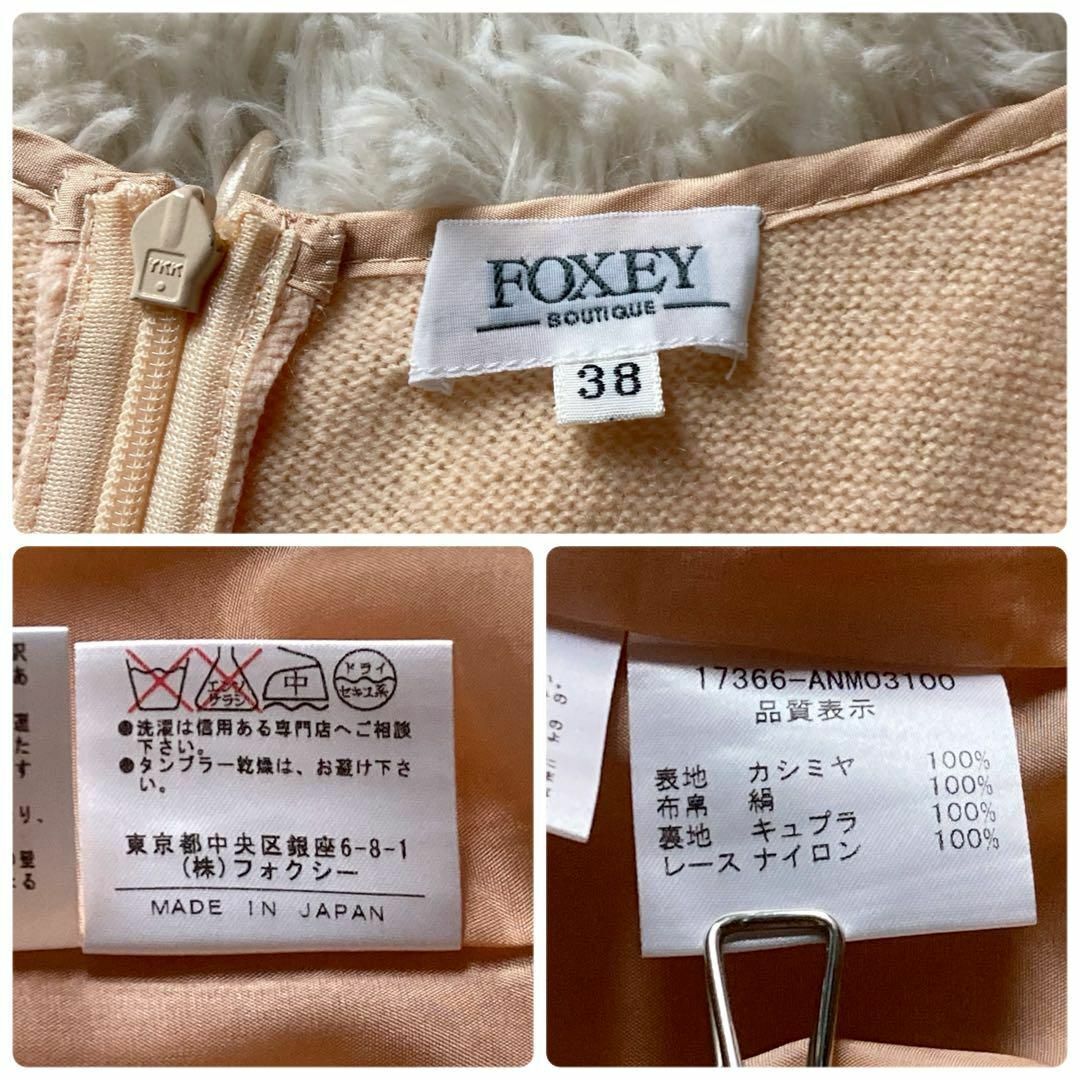 YKK
FOXEY
BOUTIQUE
38
エンソ
サラシ
中
ドライ
セキユ系
●洗濯は信用ある専門店へご相談
下さい。
●タンブラー乾燥は、お避け下さ
い。
東京都中央区銀座6-8-1
(株)フォクシー
MADE IN JAPAN
17366-ANM03100
品質表示
表地 カシミヤ 100%
布帛 絹 100%
裏地 キュプラ 100%
レース ナイロン 100%